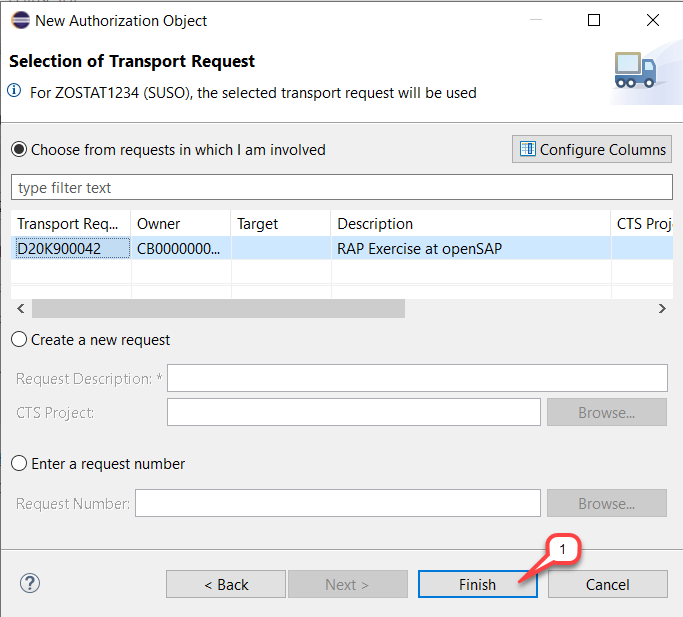 New Authorization Object
Selection of Transport Request
For ZOSTAT1234 (SUSO), the selected transport request will be used
Choose from requests in which I am involved
Configure Columns
type filter text
Transport Req... Owner Target Description CTS Proj
D20K900042 CB0000000... RAP Exercise at openSAP
Create a new request
Request Description: *
CTS Project: Browse...
Enter a request number
Request Number: Browse...
1
? < Back Next > Finish Cancel